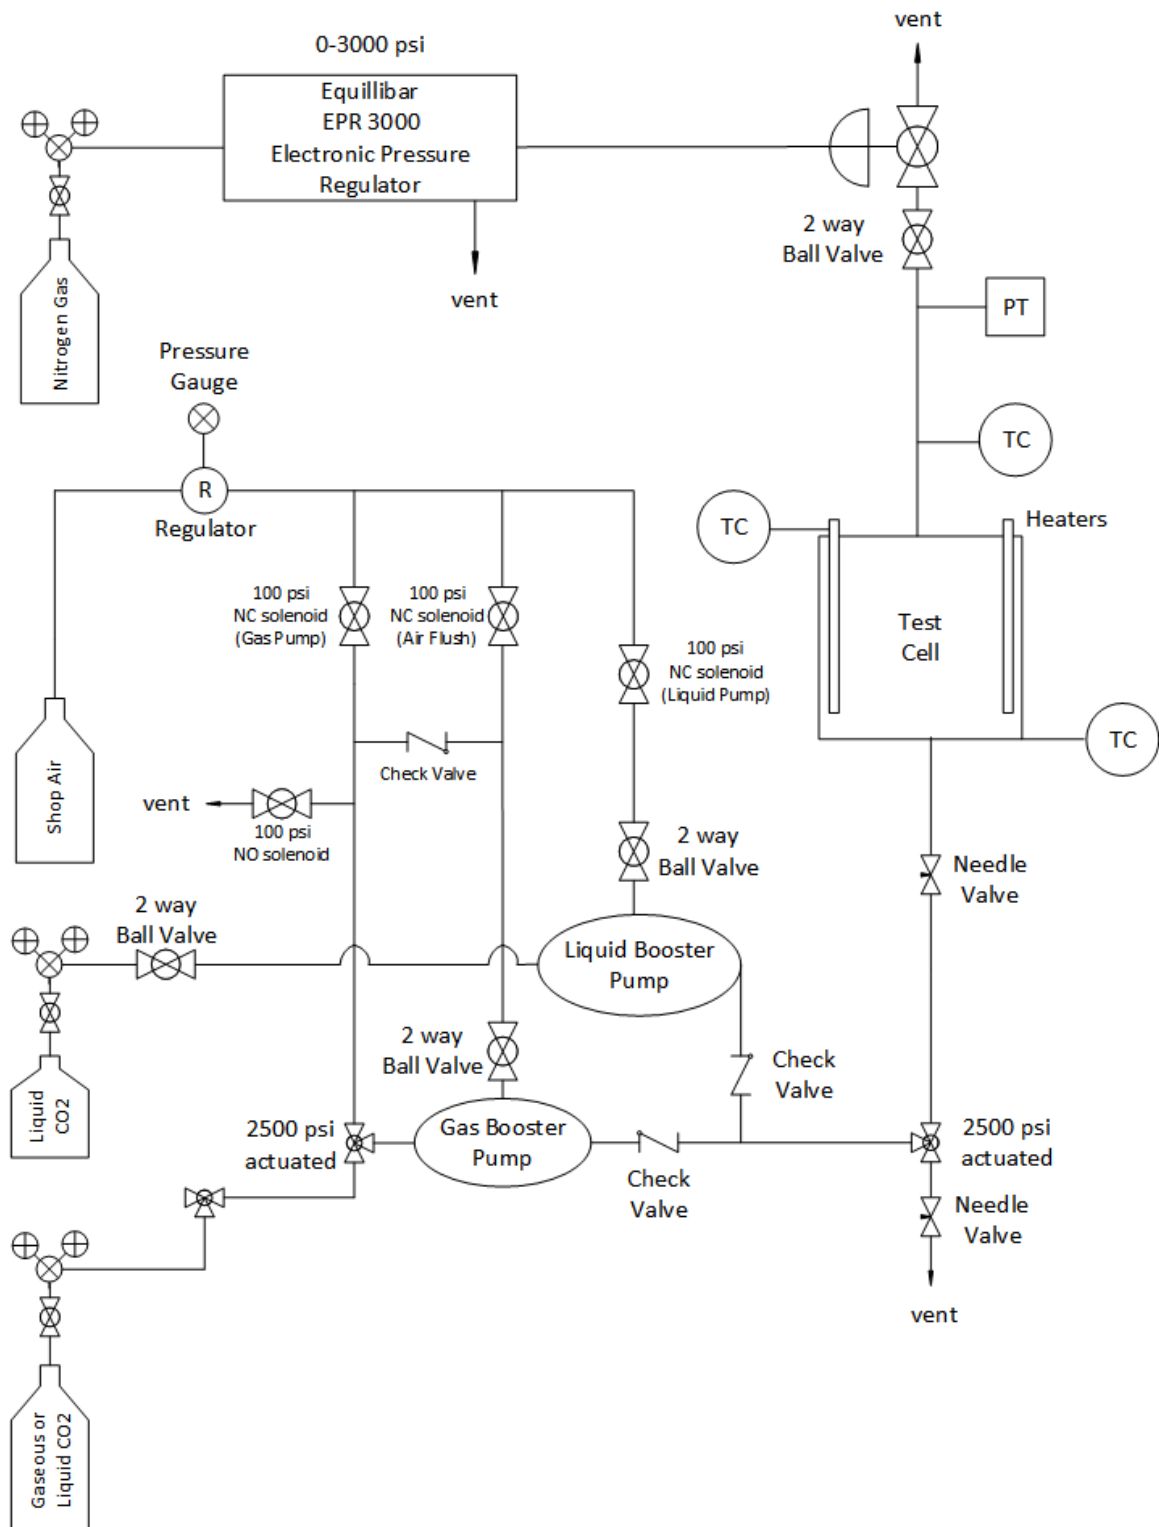 vent
0-3000 psi
Equillibar
EPR 3000
Electronic Pressure
Regulator
2 way
Ball Valve
vent
Nitrogen Gas
PT
Pressure
Gauge
TC
R
Regulator
TC
Heaters
100 psi
NC solenoid
(Gas Pump)
100 psi
NC solenoid
(Air Flush)
Test
Cell
100 psi
NC solenoid
(Liquid Pump)
TC
Shop Air
Check Valve
vent
100 psi
NO solenoid
2 way
Ball Valve
Needle
Valve
2 way
Ball Valve
Liquid Booster
Pump
Liquid
CO2
2 way
Ball Valve
Check
Valve
2500 psi
actuated
Gas Booster
Pump
2500 psi
actuated
Check
Valve
Needle
Valve
vent
Gaseous or
Liquid CO2